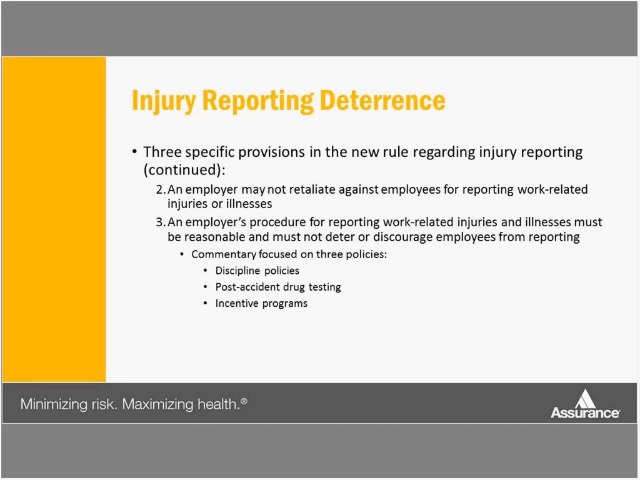 Injury Reporting Deterrence
• Three specific provisions in the new rule regarding injury reporting
(continued):
2.An employer may not retaliate against employees for reporting work-related
injuries or illnesses
3.An employer's procedure for reporting work-related injuries and illnesses must
be reasonable and must not deter or discourage employees from reporting
• Commentary focused on three policies:
• Discipline policies
• Post-accident drug testing
• Incentive programs
Minimizing risk. Maximizing health.®
Assurance